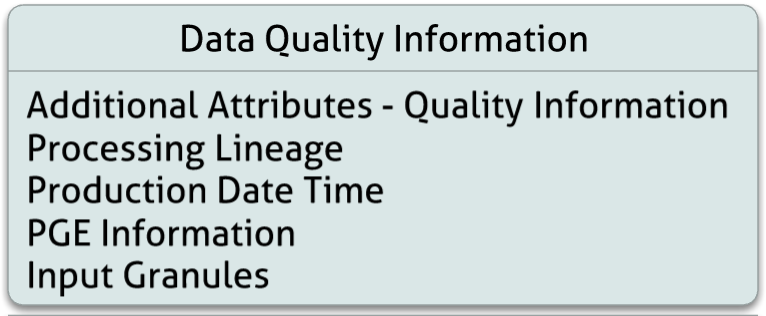 Data Quality Information
Additional Attributes - Quality Information
Processing Lineage
Production Date Time
PGE Information
Input Granules